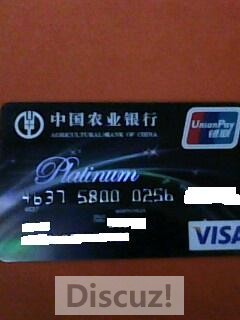 中国农业银行
AGRICULTURAL BANK OF CHINA
UnionPay
银联
Platinum
4637 5800 0256
VISA
Discuz!